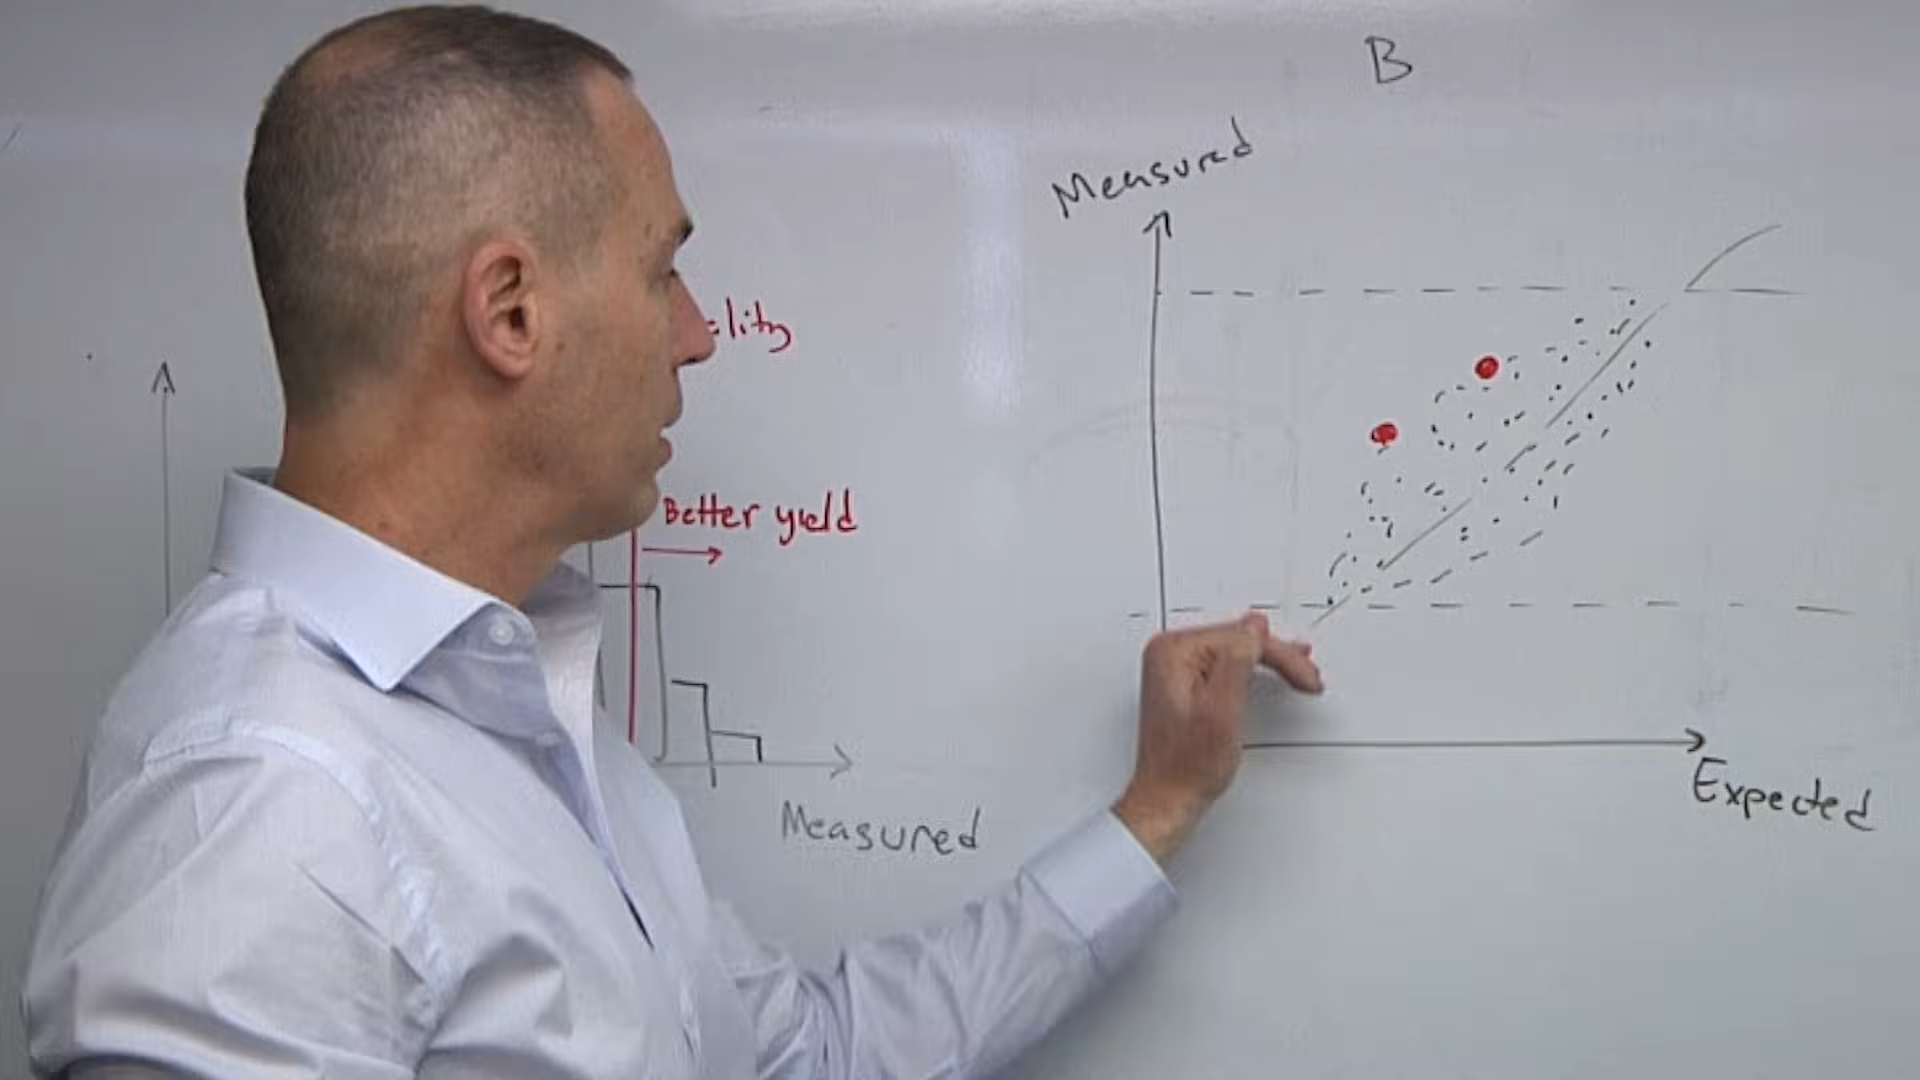 B
Measured
Better yield
Expected
Measured